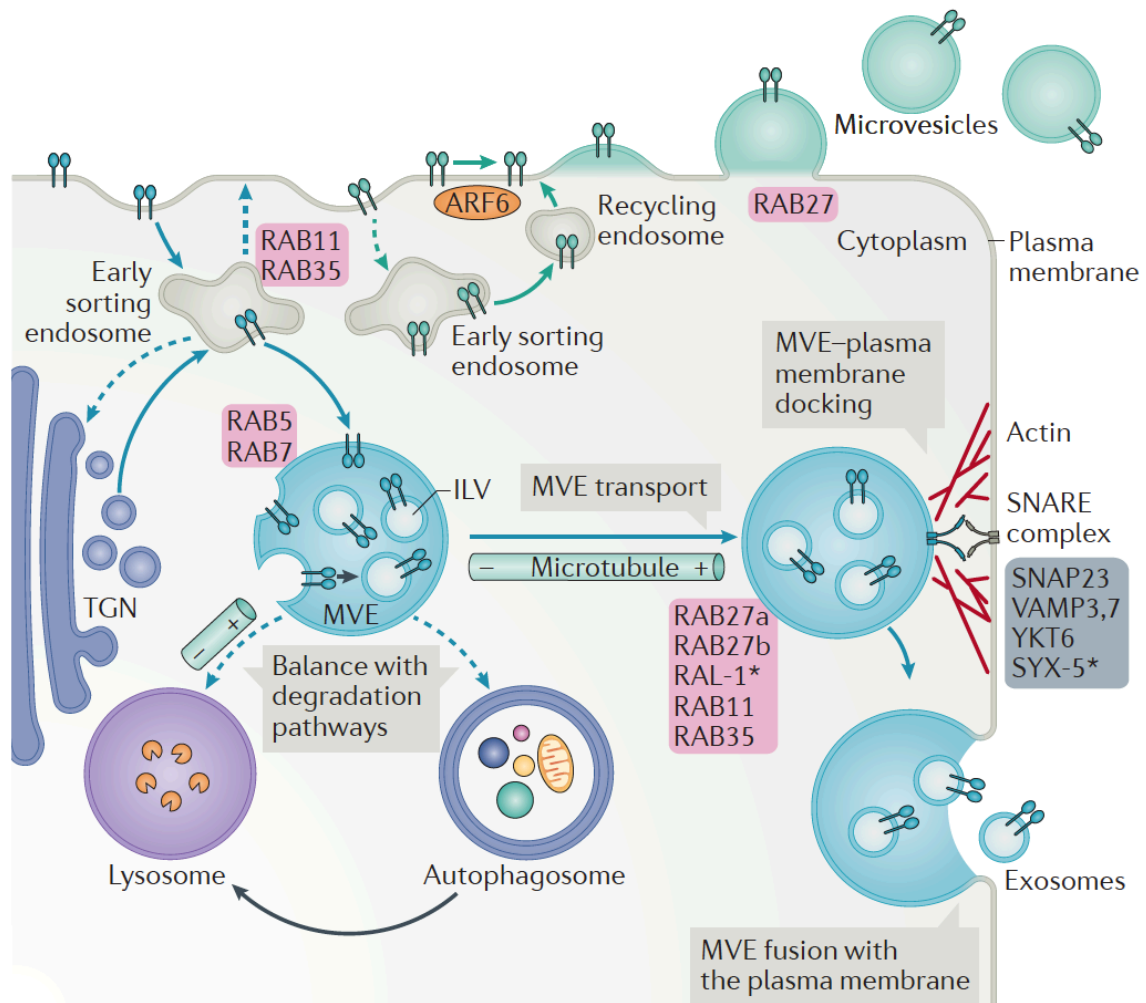 Microvesicles
ARF6
RAB27
RAB11
RAB35
Recycling
endosome
Cytoplasm
Plasma
membrane
Early
sorting
endosome
Early sorting
endosome
MVE–plasma
membrane
docking
RAB5
RAB7
Actin
ILV
MVE transport
SNARE
complex
− Microtubule +
SNAP23
VAMP3,7
YKT6
SYX-5*
TGN
MVE
+
−
RAB27a
RAB27b
RAL-1*
RAB11
RAB35
Balance with
degradation
pathways
Lysosome
Autophagosome
Exosomes
MVE fusion with
the plasma membrane